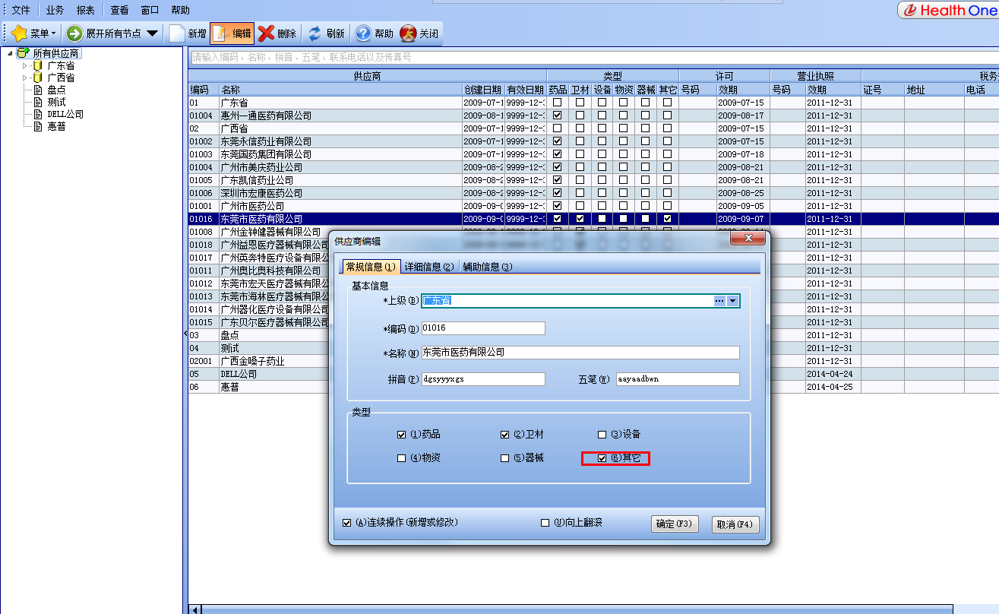 文件 业务 报表 查看 窗口 帮助
Health One
菜单 展开所有节点 新增 编辑 删除 刷新 帮助 关闭
所有供应商
广东省
广西省
盘点
测试
DELL公司
惠普
请输入编码、名称、拼音、五笔、联系电话以及传真号
供应商 类型 许可 营业执照 税务
编码 名称 创建日期 有效日期 药品 卫材 设备 物资 器械 其它 号码 效期 号码 效期 证号 地址 电话
01 广东省 2009-07-1 9999-12-3 2009-07-15 2011-12-31
01004 惠州一通医药有限公司 2009-08-1 9999-12-3 2009-08-17 2011-12-31
02 广西省 2009-07-1 9999-12-3 2009-07-15 2011-12-31
01002 东莞永信药业有限公司 2009-07-1 9999-12-3 2009-07-15 2011-12-31
01003 东莞国药集团有限公司 2009-07-1 9999-12-3 2009-07-18 2011-12-31
01004 广州市美庆药业公司 2009-08-2 9999-12-3 2009-08-21 2011-12-31
01005 广东凯信药业公司 2009-08-2 9999-12-3 2009-08-21 2011-12-31
01006 深圳市宏康医药公司 2009-08-2 9999-12-3 2009-08-25 2011-12-31
01001 广州市医药公司 2009-09-0 9999-12-3 2009-09-05 2011-12-31
01016 东莞市医药有限公司 2009-09-0 9999-12-3 2009-09-07 2011-12-31
01008 广州金钟健器械有限公司 2011-12-31
01018 广州益恩医疗器械有限公司 2011-12-31
01017 广州英奔特医疗设备有限公 2011-12-31
01011 广州奥比奥科技有限公司 2011-12-31
01012 东莞市宏天医疗器械有限公 2011-12-31
01013 东莞市海林医疗器械有限公 2011-12-31
01014 广州器化医疗设备有限公司 2011-12-31
01015 广东贝尔医疗器械有限公司 2011-12-31
03 盘点 2011-12-31
04 测试 2011-12-31
02001 广西金嗓子药业 2011-12-31
05 DELL公司 2014-04-24
06 惠普 2014-04-25
供应商编辑
常规信息(1) 详细信息(2) 辅助信息(3)
基本信息
*上级(B) 广东省
*编码(D) 01016
*名称(N) 东莞市医药有限公司
拼音(P) dgsyyyxgs 五笔(W) aayaadbwn
类型
(1)药品 (2)卫材 (3)设备
(4)物资 (5)器械 (6)其它
(A)连续操作(新增或修改) (U)向上翻滚 确定(F3) 取消(F4)